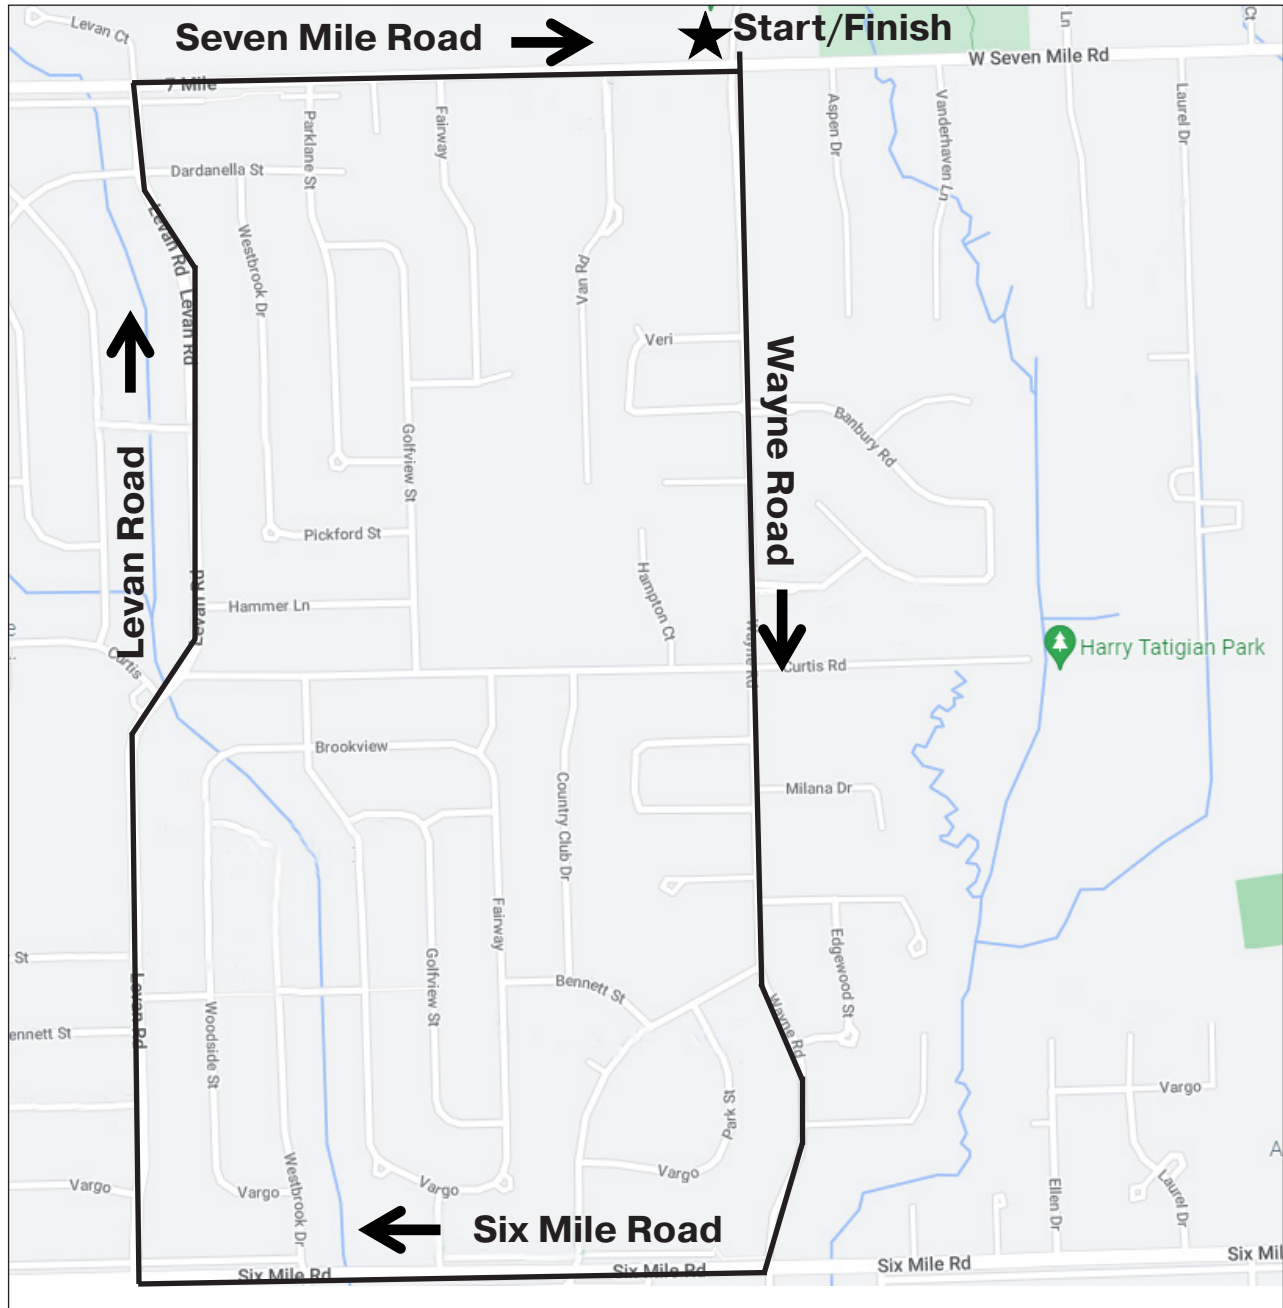 Levan Ct
Seven Mile Road
Start/Finish
Ln
Ct
7 Mile
W Seven Mile Rd
Parklane St
Fairway
Aspen Dr
Vanderhaven Ln
Laurel Dr
Dardanella St
Levan Rd
Westbrook Dr
Van Rd
Levan Rd
Veri
Wayne Road
Banbury Rd
Golfview St
Levan Road
Pickford St
Hampton Ct
Levan Rd
Hammer Ln
Wayne Rd
Curtis
Curtis Rd
Harry Tatigian Park
Brookview
Country Club Dr
Milana Dr
Fairway
Edgewood St
Golfview St
St
Levan Rd
Bennett St
Woodside St
Wayne Rd
ennett St
Park St
Vargo
Vargo
Vargo
Westbrook Dr
Vargo
Vargo
Ellen Dr
Laurel Dr
A
Six Mile Road
Six Mile Rd
Six Mile Rd
Six Mile Rd
Six Mil